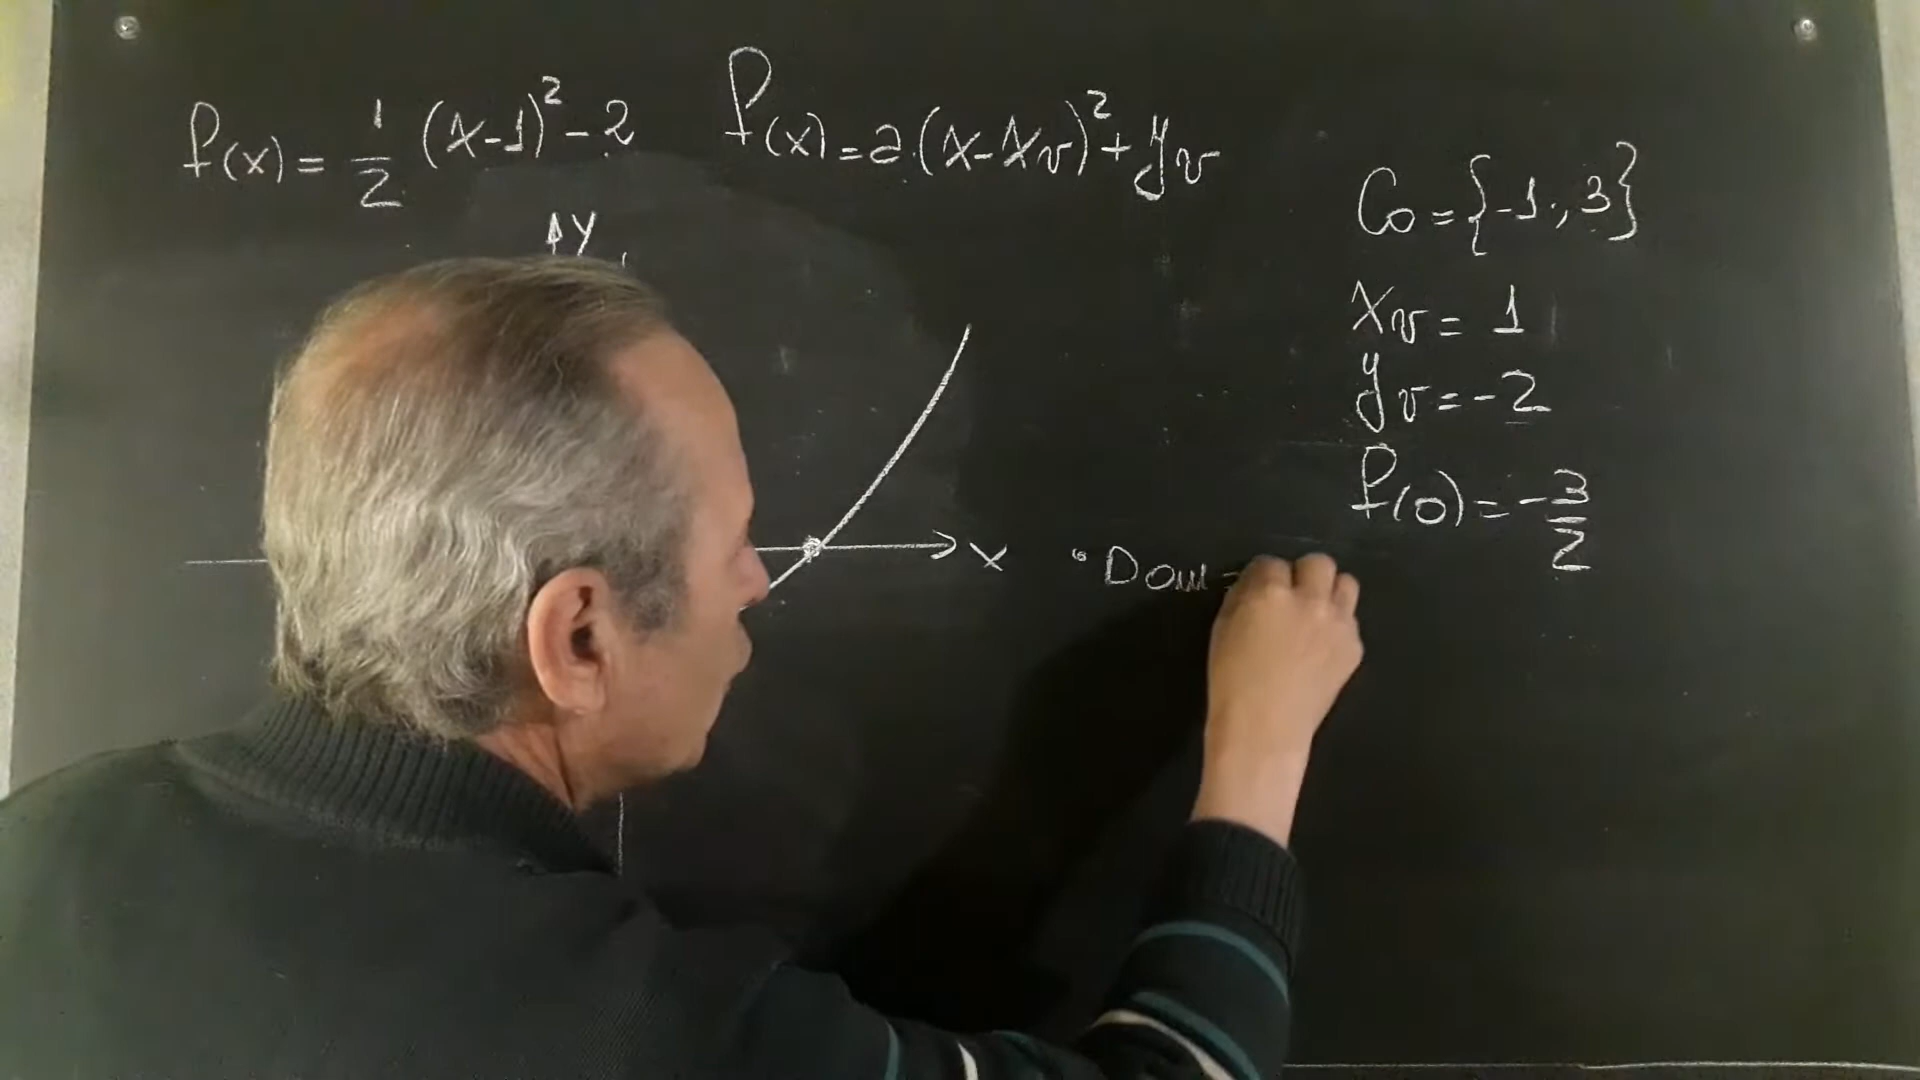 f(x) = 1/2 (x-1)² - 2
f(x) = a.(x-xv)² + yv
C0 = {-1, 3}
xv = 1
yv = -2
f(0) = -3/2
y
x
Dom =